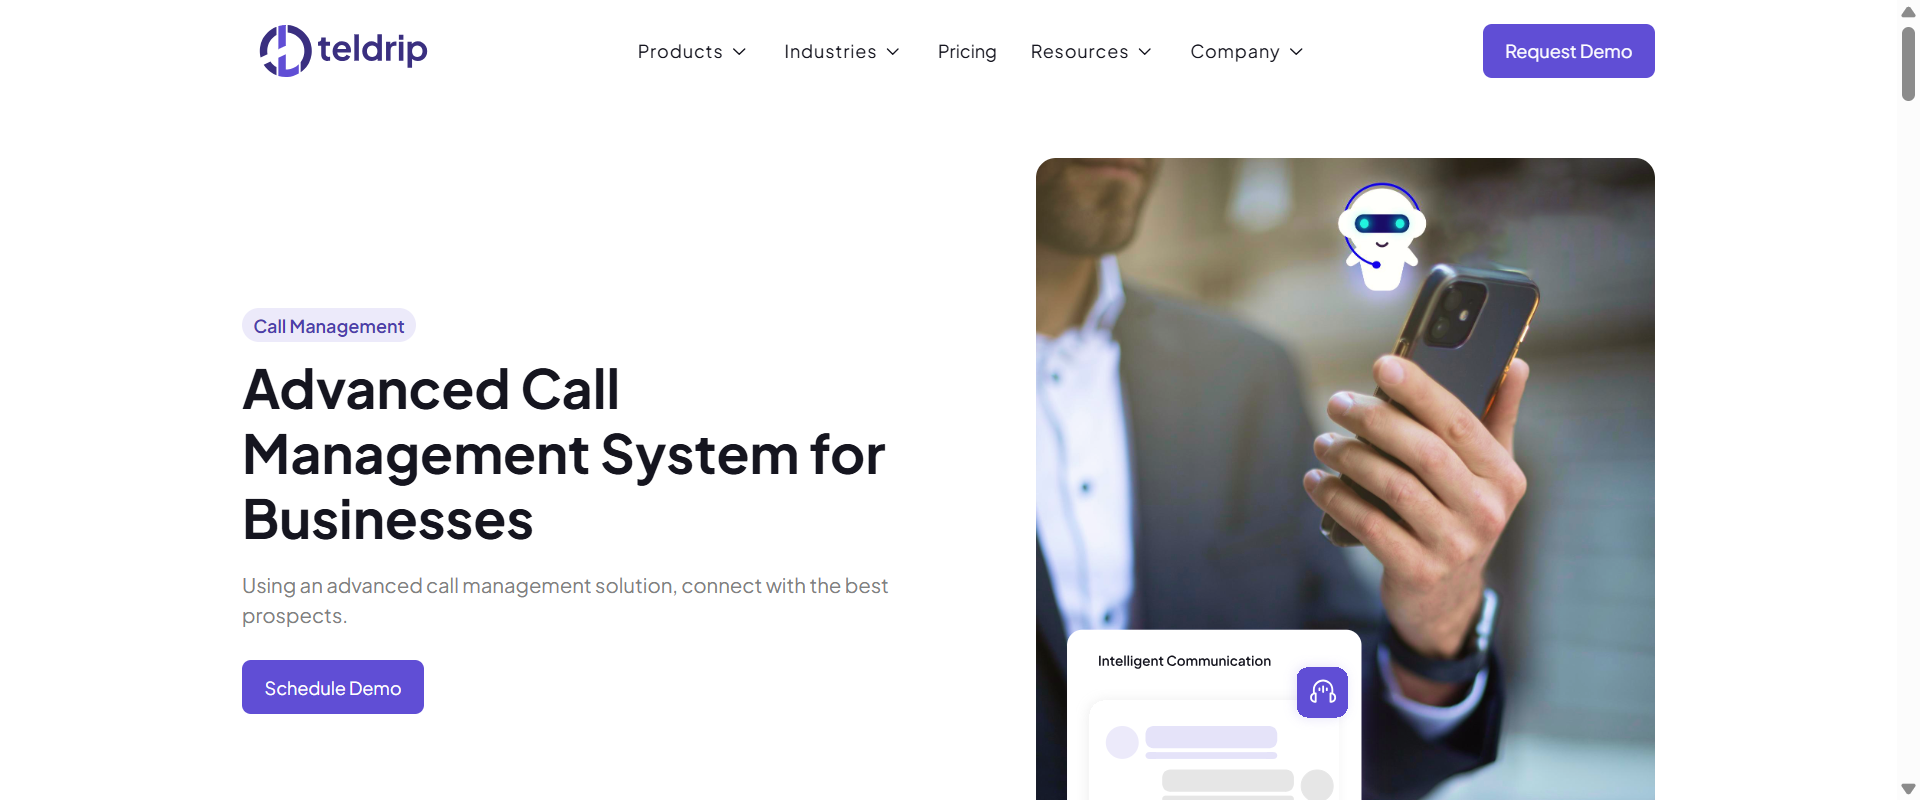 teldrip
Products
Industries
Pricing
Resources
Company
Request Demo
Call Management
Advanced Call
Management System for
Businesses
Using an advanced call management solution, connect with the best
prospects.
Schedule Demo
Intelligent Communication